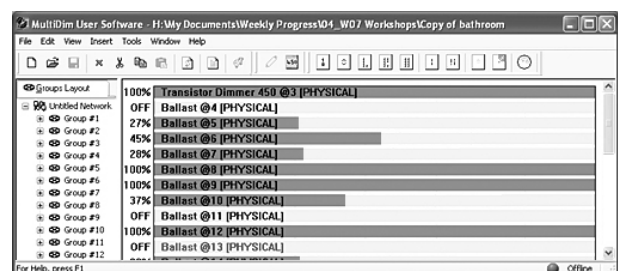 MultiDim User Software - H:\My Documents\Weekly Progress\04_W07 Workshops\Copy of bathroom
File Edit View Insert Tools Window Help
Groups Layout
Untitled Network
Group #1
Group #2
Group #3
Group #4
Group #5
Group #6
Group #7
Group #8
Group #9
Group #10
Group #11
Group #12
100% Transistor Dimmer 450 @3 [PHYSICAL]
OFF Ballast @4 [PHYSICAL]
27% Ballast @5 [PHYSICAL]
45% Ballast @6 [PHYSICAL]
28% Ballast @7 [PHYSICAL]
100% Ballast @8 [PHYSICAL]
100% Ballast @9 [PHYSICAL]
37% Ballast @10 [PHYSICAL]
OFF Ballast @11 [PHYSICAL]
100% Ballast @12 [PHYSICAL]
OFF Ballast @13 [PHYSICAL]
For Help, press F1
Offline